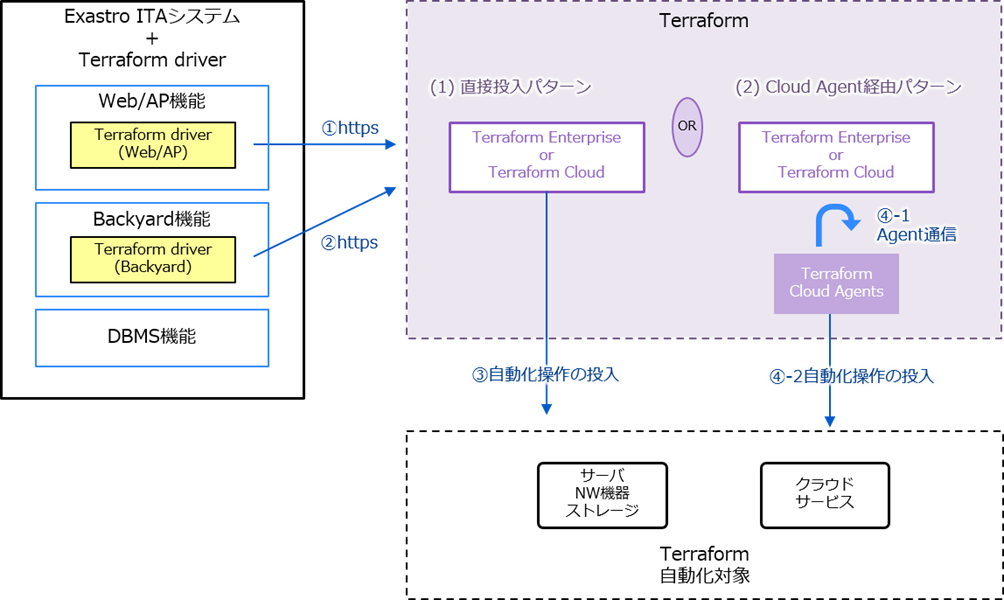 Exastro ITAシステム
+
Terraform driver
Web/AP機能
Terraform driver
(Web/AP)
Backyard機能
Terraform driver
(Backyard)
DBMS機能
①https
②https
Terraform
(1) 直接投入パターン
Terraform Enterprise
or
Terraform Cloud
OR
(2) Cloud Agent経由パターン
Terraform Enterprise
or
Terraform Cloud
④-1
Agent通信
Terraform
Cloud Agents
③自動化操作の投入
④-2自動化操作の投入
サーバ
NW機器
ストレージ
クラウド
サービス
Terraform
自動化対象